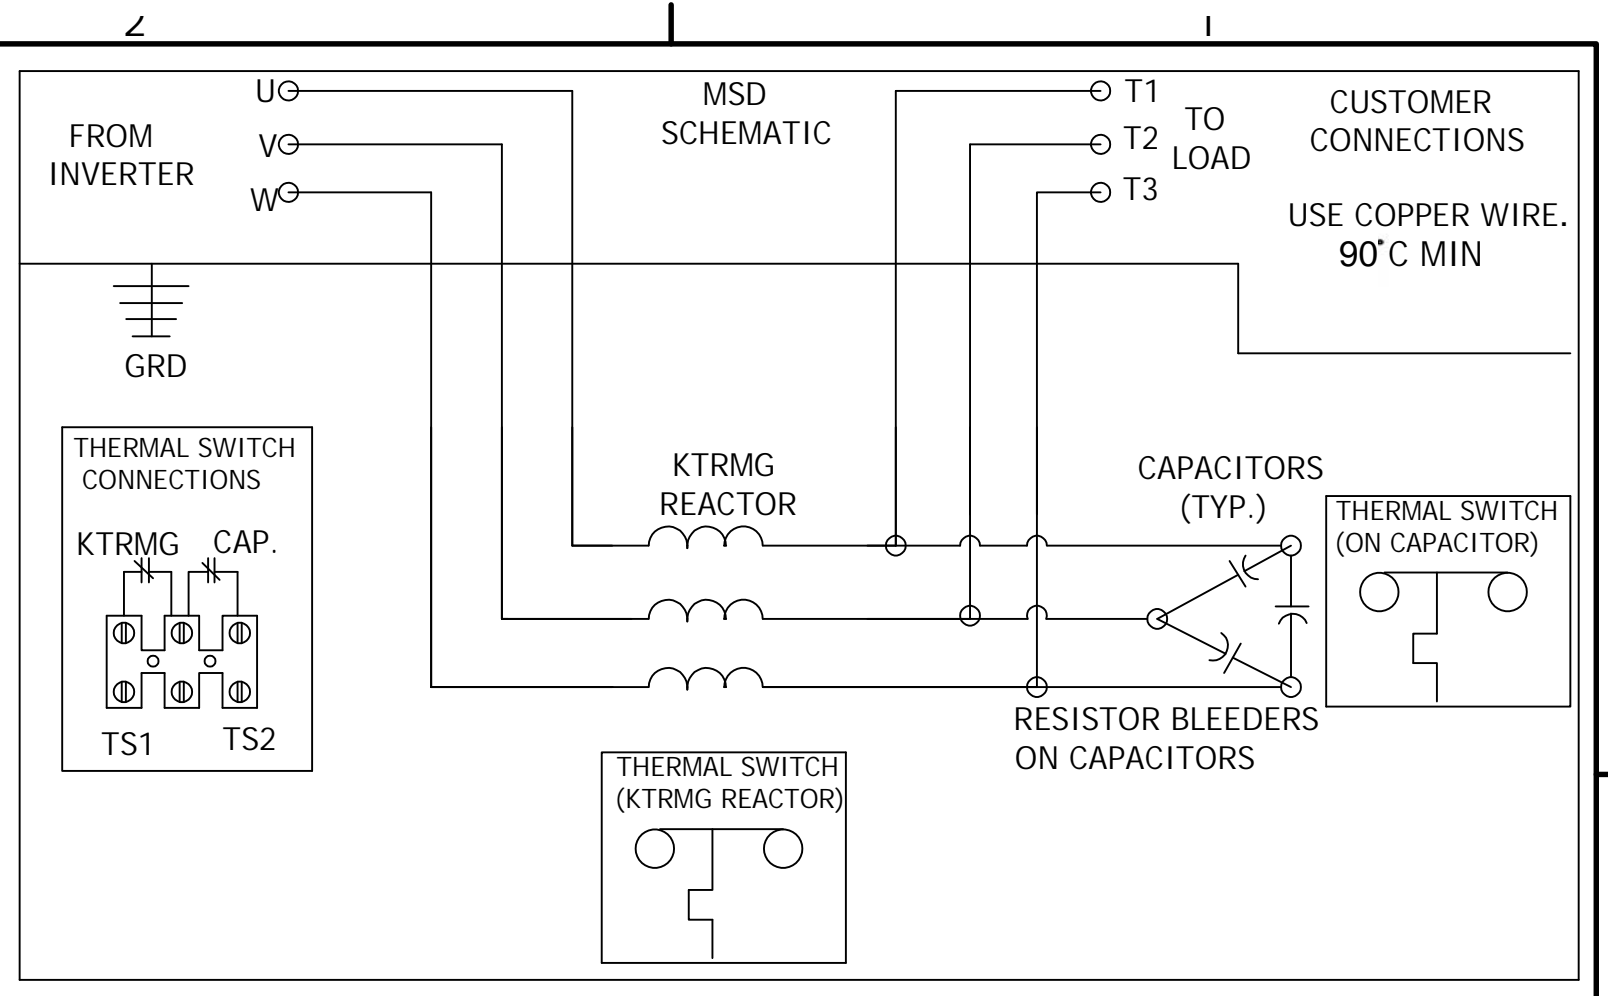 2
1
U
V
W
FROM
INVERTER
MSD
SCHEMATIC
T1
T2
T3
TO
LOAD
CUSTOMER
CONNECTIONS
USE COPPER WIRE.
90°C MIN
GRD
THERMAL SWITCH
CONNECTIONS
KTRMG
CAP.
TS1
TS2
KTRMG
REACTOR
CAPACITORS
(TYP.)
THERMAL SWITCH
(ON CAPACITOR)
RESISTOR BLEEDERS
ON CAPACITORS
THERMAL SWITCH
(KTRMG REACTOR)